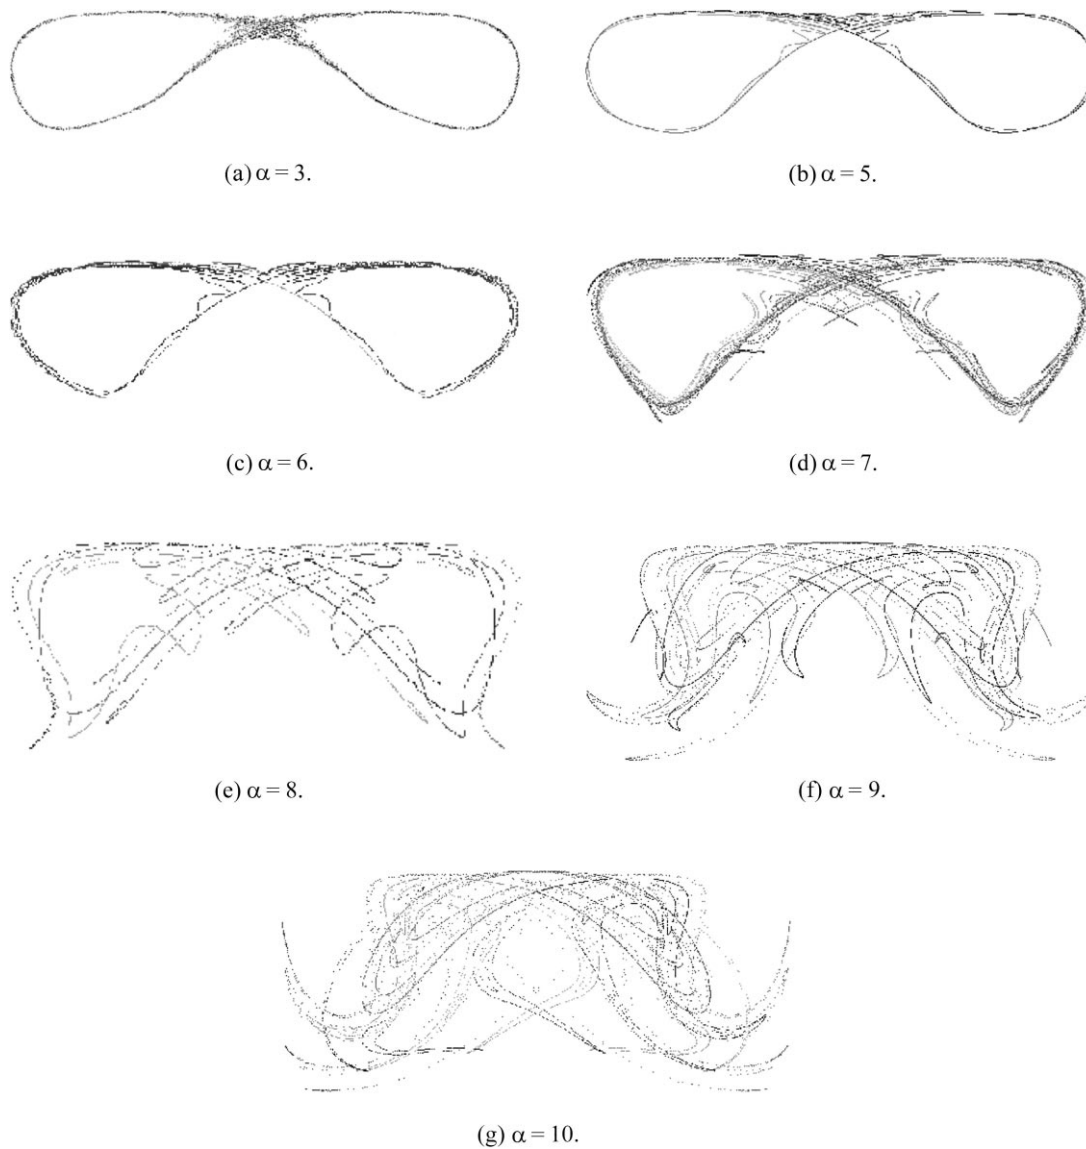 (a) α = 3.
(b) α = 5.
(c) α = 6.
(d) α = 7.
(e) α = 8.
(f) α = 9.
(g) α = 10.